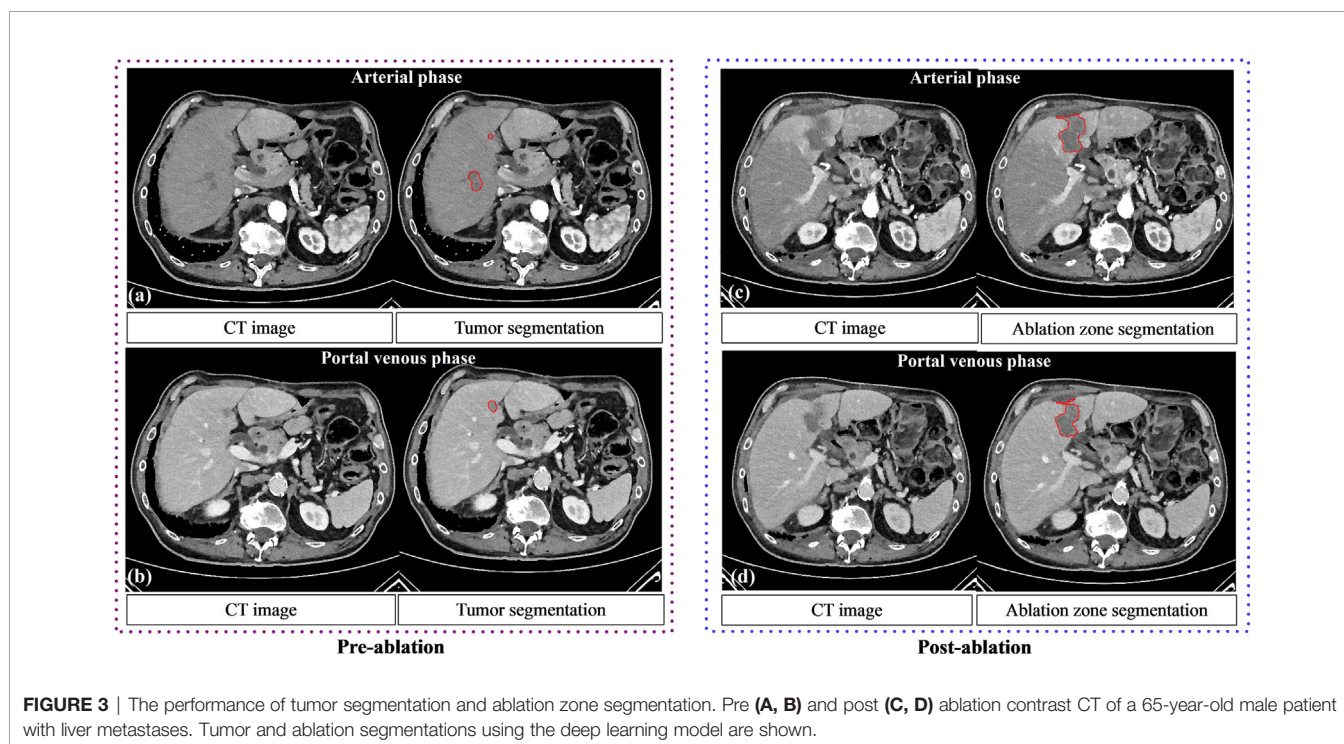 Arterial phase
(a)
CT image Tumor segmentation
Portal venous phase
(b)
CT image Tumor segmentation
Pre-ablation
Arterial phase
(c)
CT image Ablation zone segmentation
Portal venous phase
(d)
CT image Ablation zone segmentation
Post-ablation
FIGURE 3 | The performance of tumor segmentation and ablation zone segmentation. Pre (A, B) and post (C, D) ablation contrast CT of a 65-year-old male patient
with liver metastases. Tumor and ablation segmentations using the deep learning model are shown.